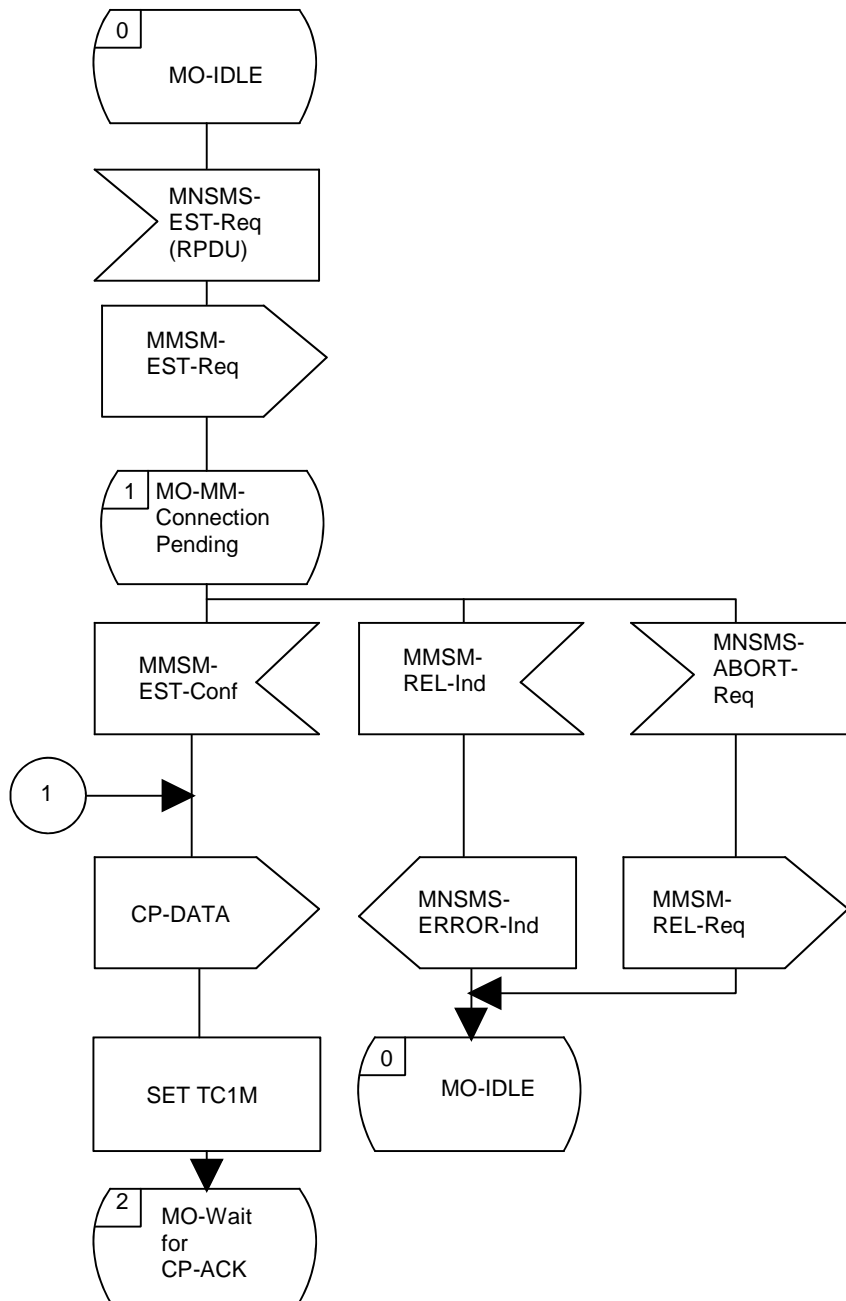 0
MO-IDLE
MNSMS-
EST-Req
(RPDU)
MMSM-
EST-Req
1
MO-MM-
Connection
Pending
MMSM-
EST-Conf
MMSM-
REL-Ind
MNSMS-
ABORT-
Req
1
CP-DATA
MNSMS-
ERROR-Ind
MMSM-
REL-Req
SET TC1M
0
MO-IDLE
2
MO-Wait
for
CP-ACK